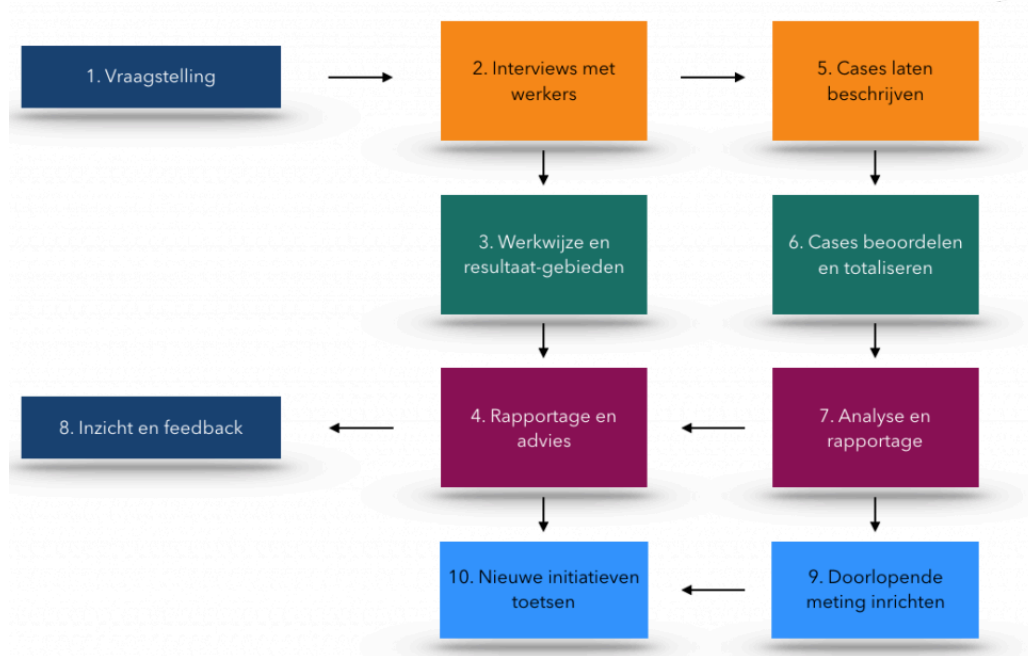 1. Vraagstelling
2. Interviews met
werkers
5. Cases laten
beschrijven
3. Werkwijze en
resultaat-gebieden
6. Cases beoordelen
en totaliseren
8. Inzicht en feedback
4. Rapportage en
advies
7. Analyse en
rapportage
10. Nieuwe initiatieven
toetsen
9. Doorlopende
meting inrichten